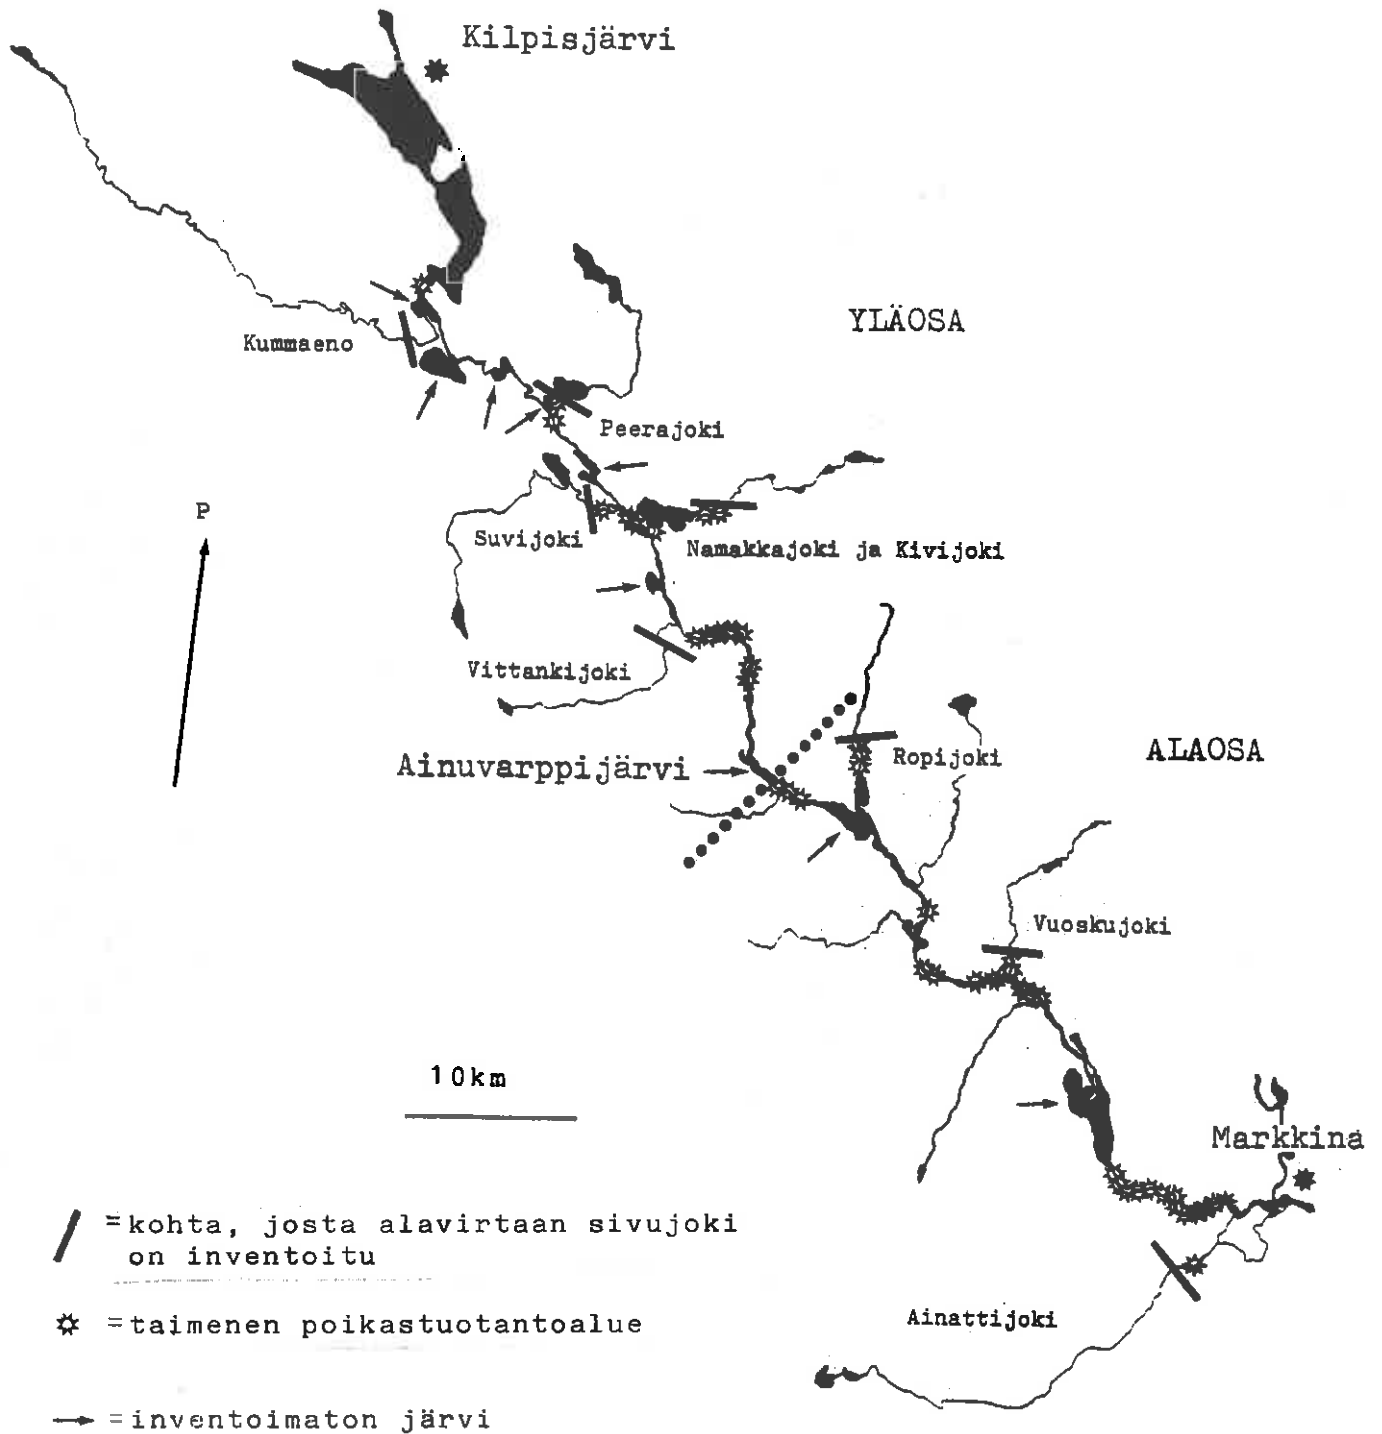 Kilpisjärvi
YLÄOSA
Kummaeno
Peerajoki
P
Suvijoki
Namakkajoki ja Kivijoki
Vittankijoki
Ainuvarppijärvi
Ropijoki
ALAOSA
Vuoskujoki
10km
Markkina
=kohta, josta alavirtaan sivujoki
on inventoitu
=taimenen poikastuotantoalue
Ainattijoki
=inventoimaton järvi